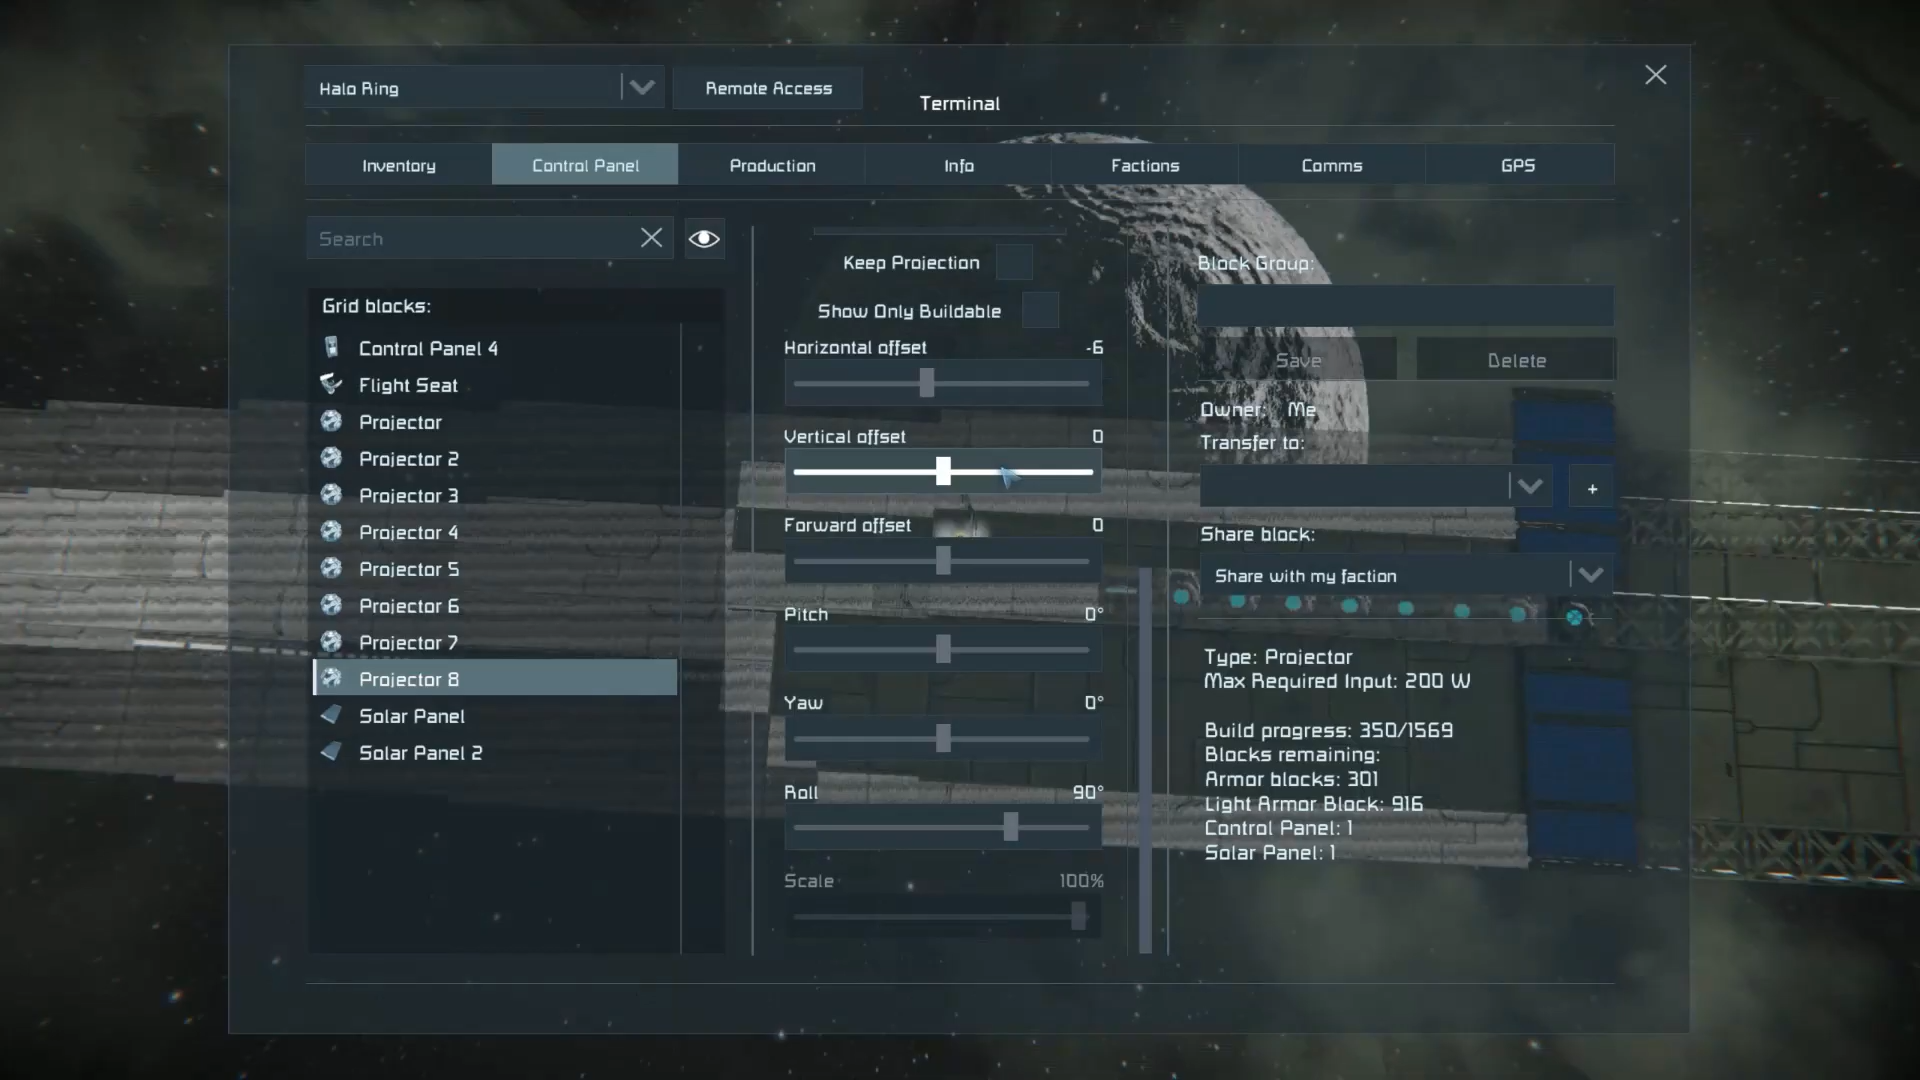 Halo Ring
Remote Access
Terminal
Inventory
Control Panel
Production
Info
Factions
Comms
GPS
Search
Grid blocks:
Control Panel 4
Flight Seat
Projector
Projector 2
Projector 3
Projector 4
Projector 5
Projector 6
Projector 7
Projector 8
Solar Panel
Solar Panel 2
Keep Projection
Show Only Buildable
Horizontal offset -6
Vertical offset 0
Forward offset 0
Pitch 0°
Yaw 0°
Roll 90°
Scale 100%
Block Group:
Save
Delete
Owner: Me
Transfer to:
+
Share block:
Share with my faction
Type: Projector
Max Required Input: 200 W
Build progress: 350/1569
Blocks remaining:
Armor blocks: 301
Light Armor Block: 916
Control Panel: 1
Solar Panel: 1